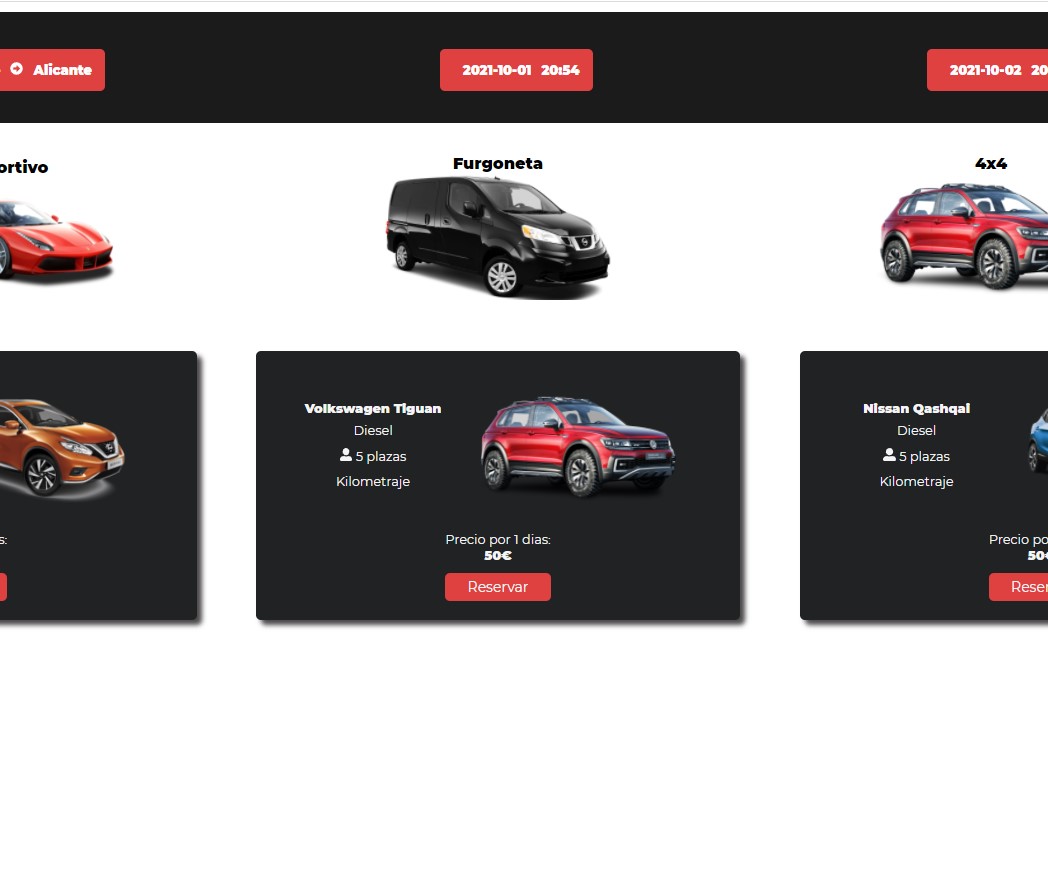 Alicante
2021-10-01 20:54
2021-10-02 20
ortivo
Furgoneta
4x4
Volkswagen Tiguan
Diesel
5 plazas
Kilometraje
Precio por 1 dias:
50€
Reservar
s:
Nissan Qashqai
Diesel
5 plazas
Kilometraje
Precio po
50€
Reser